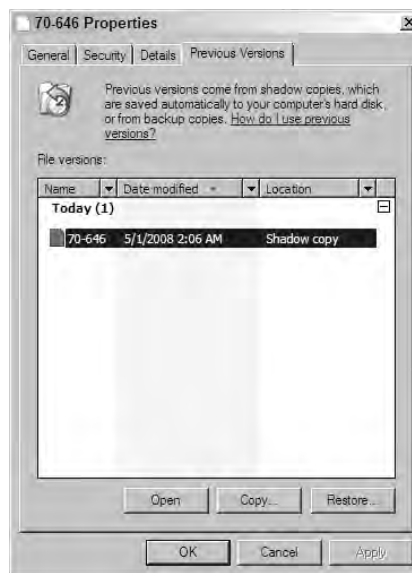 70-646 Properties
General Security Details Previous Versions
Previous versions come from shadow copies, which
are saved automatically to your computer's hard disk,
or from backup copies. How do I use previous
versions?
File versions:
Name Date modified Location
Today (1)
70-646 5/1/2008 2:06 AM Shadow copy
Open Copy... Restore...
OK Cancel Apply